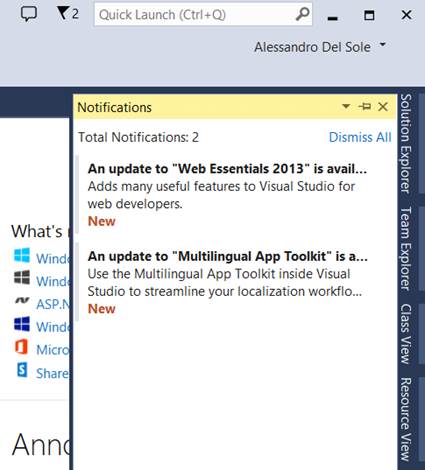 2
Quick Launch (Ctrl+Q)
Alessandro Del Sole
Notifications
Total Notifications: 2 Dismiss All
An update to "Web Essentials 2013" is avail...
Adds many useful features to Visual Studio for
web developers.
New
An update to "Multilingual App Toolkit" is a...
Use the Multilingual App Toolkit inside Visual
Studio to streamline your localization workflo...
New
What's
Windo
Windo
ASP.N
Windo
Micro
Share
Anno
Solution Explorer
Team Explorer
Class View
Resource View